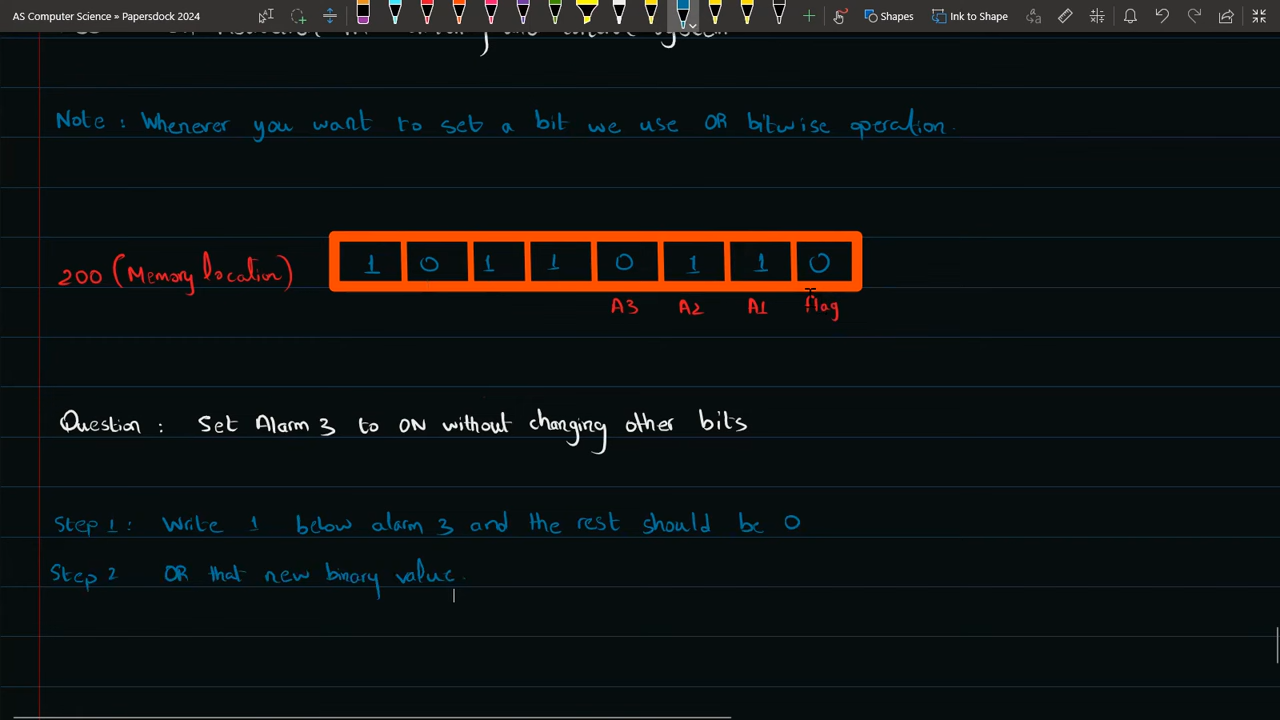 AS Computer Science » Papersdock 2024
Shapes
Ink to Shape
Note : Whenever you want to set a bit we use OR bitwise operation.
200 (Memory location) 1 0 1 1 0 1 1 0
A3 A2 A1 flag
Question : Set Alarm 3 to ON without changing other bits
Step 1 : Write 1 below alarm 3 and the rest should be 0
Step 2 OR that new binary value.